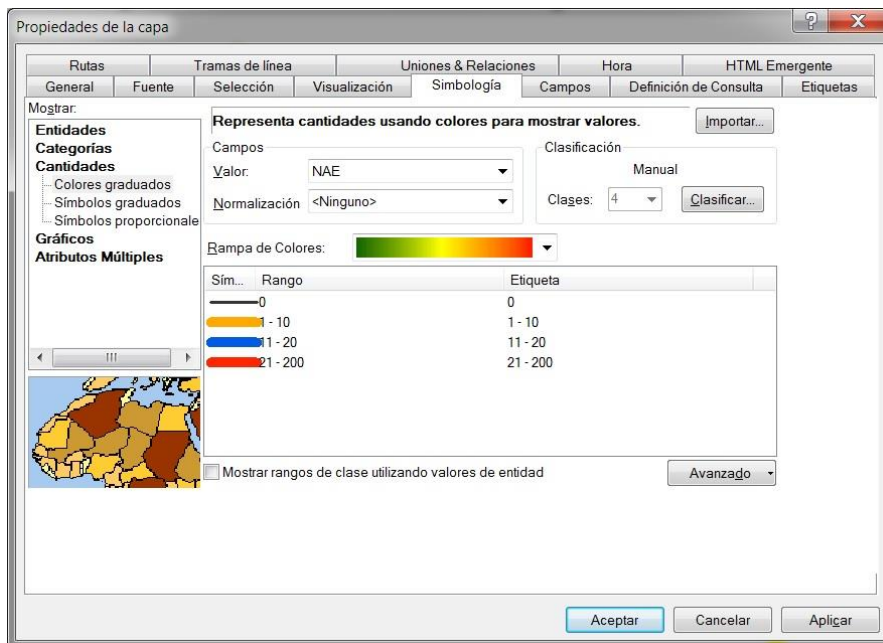 Propiedades de la capa
Rutas Tramas de línea Uniones & Relaciones Hora HTML Emergente
General Fuente Selección Visualización Simbología Campos Definición de Consulta Etiquetas
Mostrar:
Entidades
Categorías
Cantidades
Colores graduados
Símbolos graduados
Símbolos proporcionale
Gráficos
Atributos Múltiples
Representa cantidades usando colores para mostrar valores.
Importar...
Campos
Valor: NAE
Normalización <Ninguno>
Clasificación
Manual
Clases: 4 Clasificar...
Rampa de Colores:
Sím... Rango Etiqueta
0 0
1 - 10 1 - 10
11 - 20 11 - 20
21 - 200 21 - 200
Mostrar rangos de clase utilizando valores de entidad
Avanzado
Aceptar Cancelar Aplicar